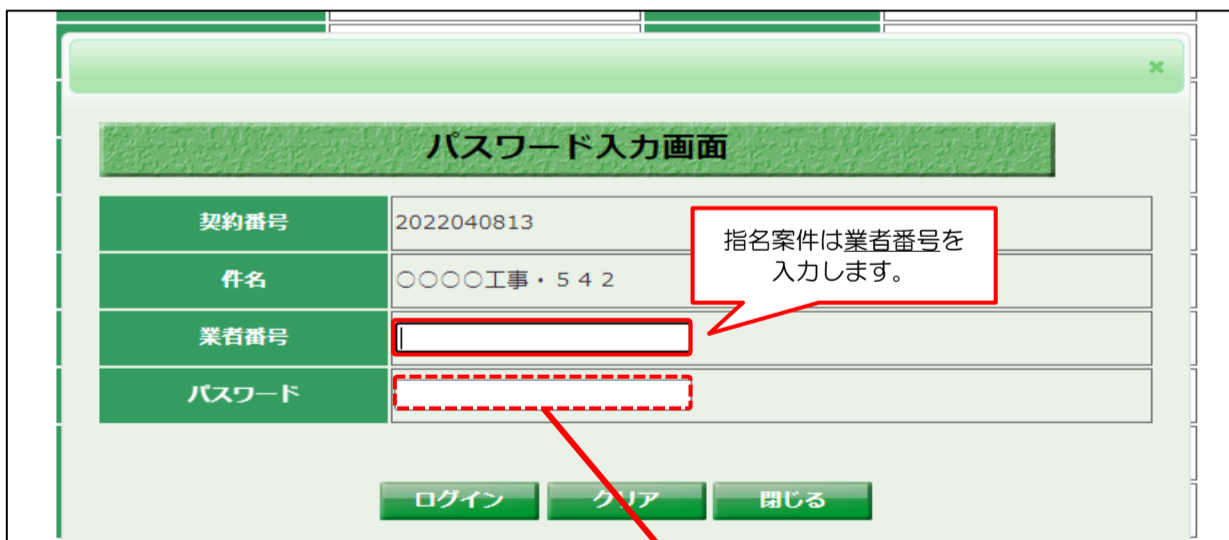 パスワード入力画面
契約番号
2022040813
件名
○○○○工事・５４２
指名案件は業者番号を
入力します。
業者番号
パスワード
ログイン
クリア
閉じる